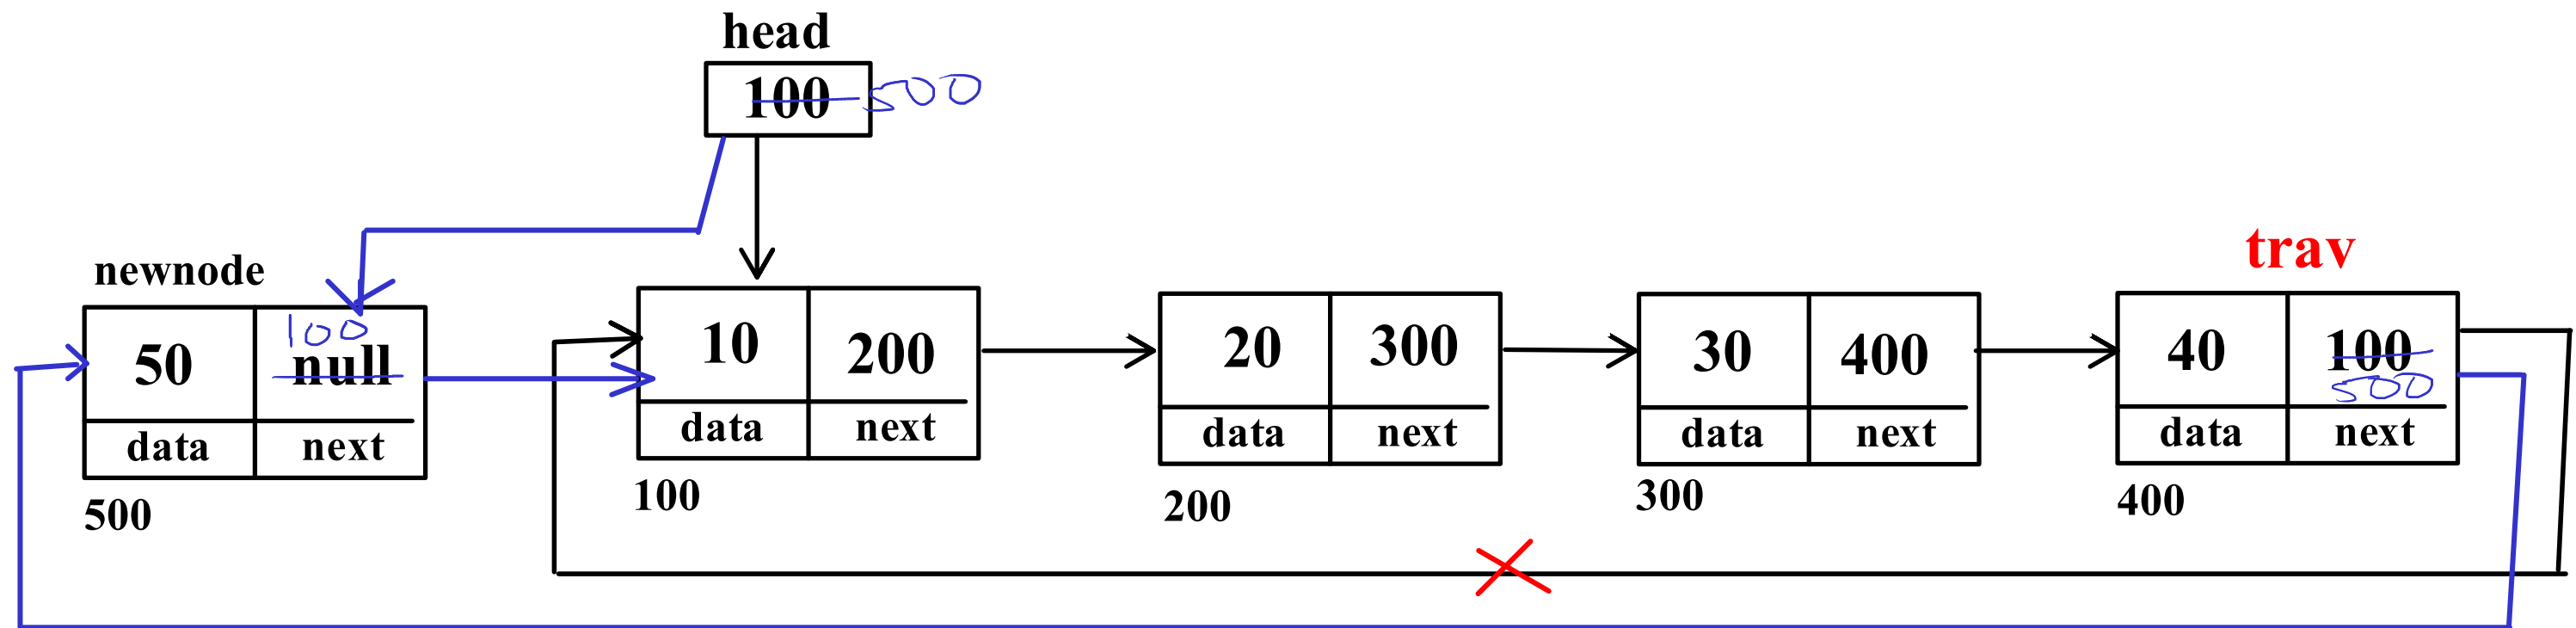 head
100 500
trav
newnode
100
50 null
data next
500
10 200
data next
100
20 300
data next
200
30 400
data next
300
40 100
500
data next
400